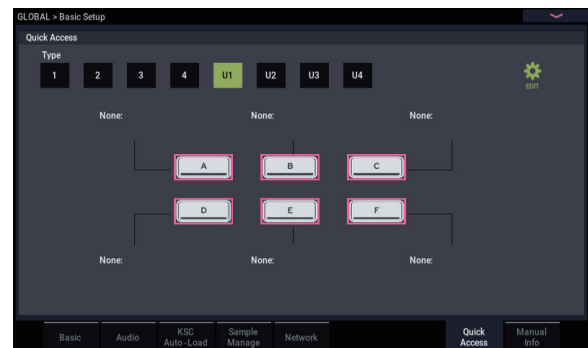 GLOBAL > Basic Setup
Quick Access
Type
1 2 3 4 U1 U2 U3 U4
EDIT
None: None: None:
A B C
D E F
None: None: None:
Basic Audio KSC Auto-Load Sample Manage Network Quick Access Manual Info